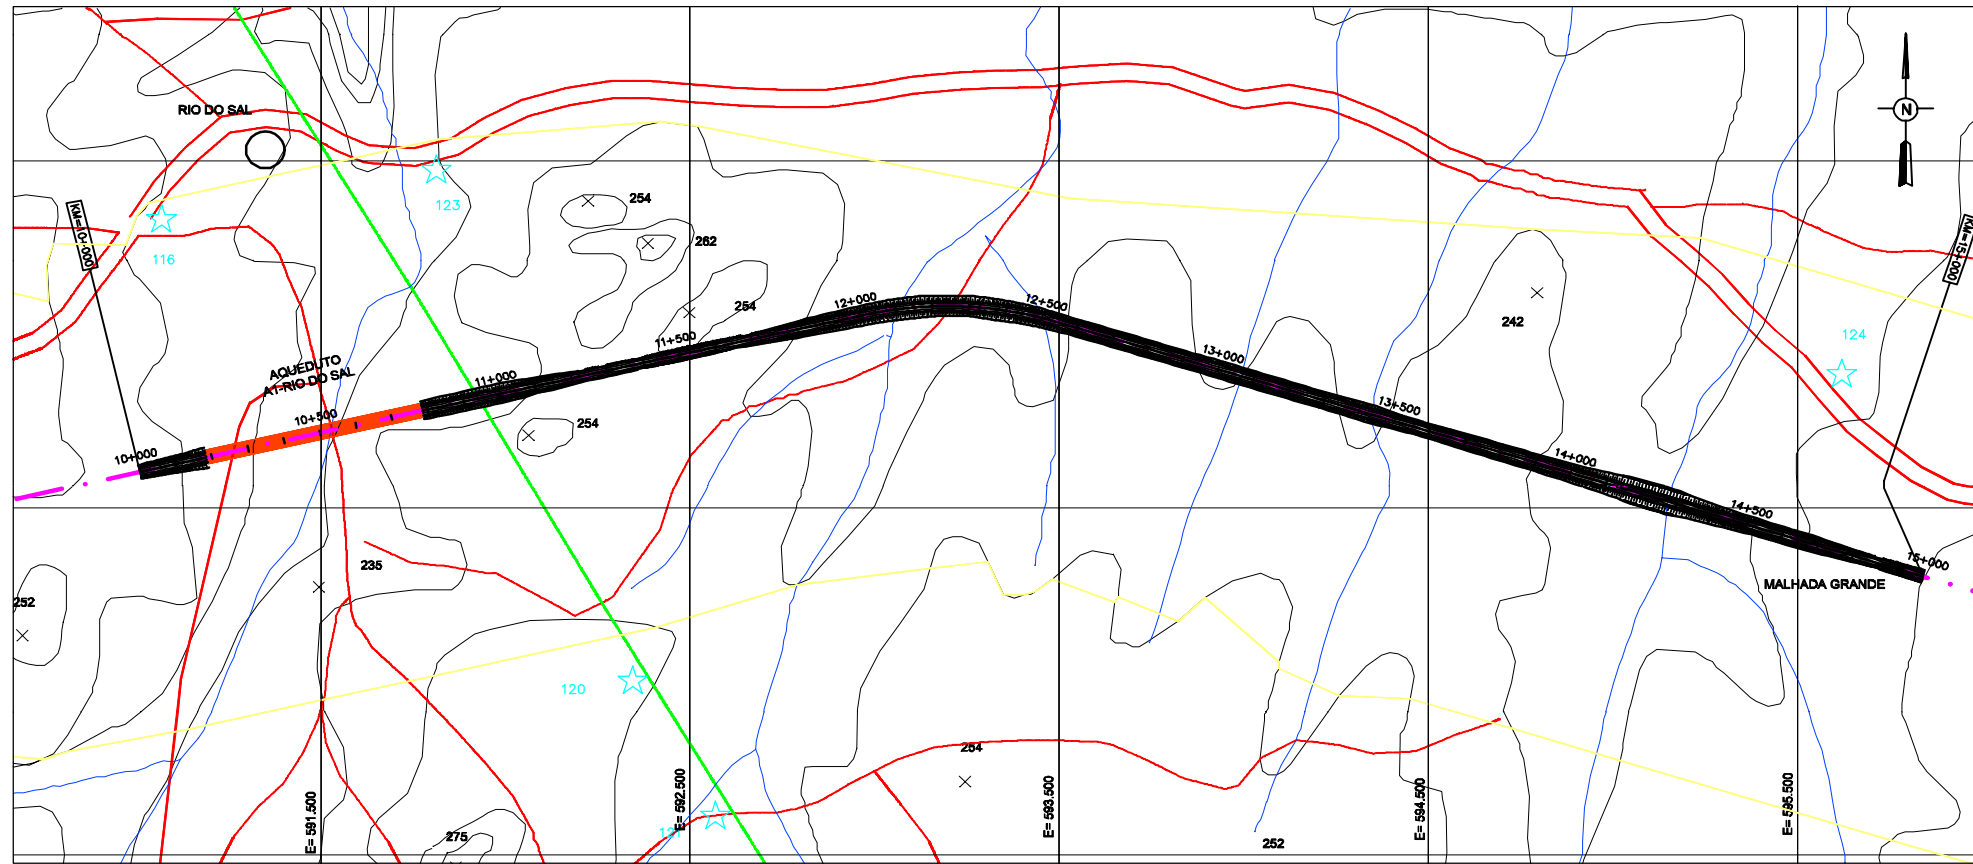 RIO DO SAL
N
123
254
KM=10+000
262
KM=15+000
116
254
12+000
12+500
242
124
11+500
13+000
AQUEDUTO
A1-RIO DO SAL
11+000
13+500
10+500
254
10+000
14+000
14+500
15+000
235
MALHADA GRANDE
252
120
254
E= 591.500
E= 592.500
E= 593.500
E= 594.500
E= 595.500
275
252